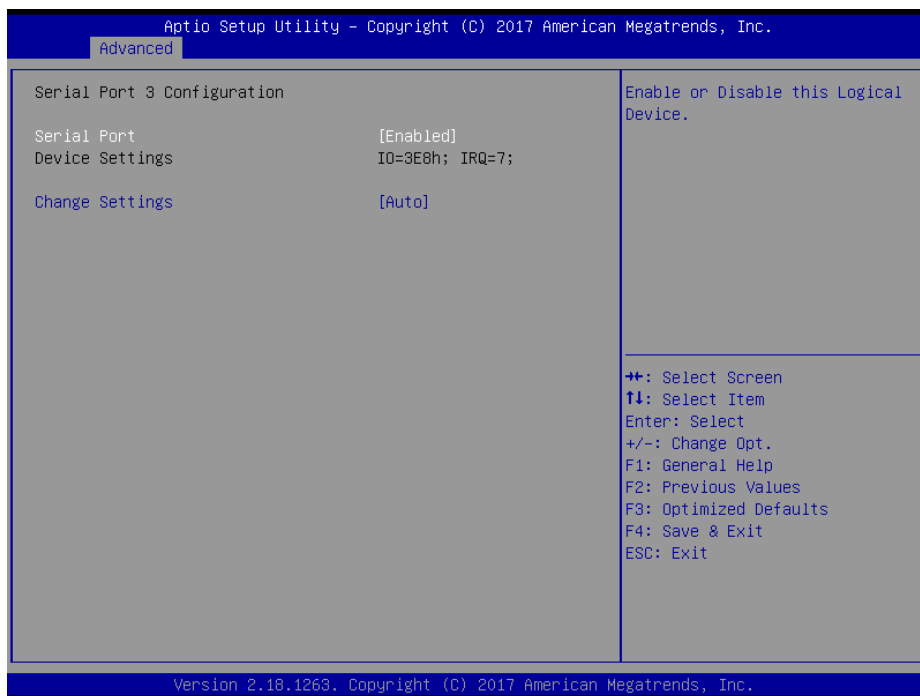 Aptio Setup Utility – Copyright (C) 2017 American Megatrends, Inc.
Advanced
Serial Port 3 Configuration
Serial Port [Enabled]
Device Settings IO=3E8h; IRQ=7;
Change Settings [Auto]
Enable or Disable this Logical
Device.
→←: Select Screen
↑↓: Select Item
Enter: Select
+/-: Change Opt.
F1: General Help
F2: Previous Values
F3: Optimized Defaults
F4: Save & Exit
ESC: Exit
Version 2.18.1263. Copyright (C) 2017 American Megatrends, Inc.